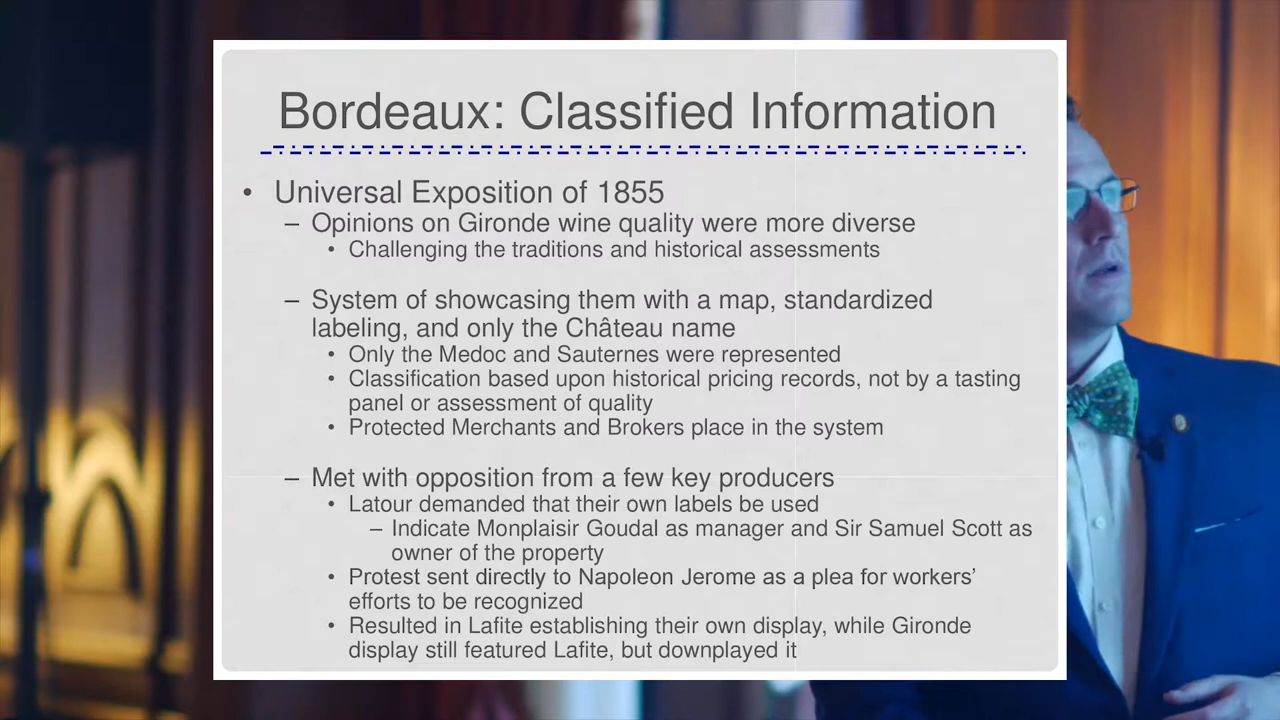 Bordeaux: Classified Information
• Universal Exposition of 1855
– Opinions on Gironde wine quality were more diverse
• Challenging the traditions and historical assessments
– System of showcasing them with a map, standardized
labeling, and only the Château name
• Only the Medoc and Sauternes were represented
• Classification based upon historical pricing records, not by a tasting
panel or assessment of quality
• Protected Merchants and Brokers place in the system
– Met with opposition from a few key producers
• Latour demanded that their own labels be used
– Indicate Monplaisir Goudal as manager and Sir Samuel Scott as
owner of the property
• Protest sent directly to Napoleon Jerome as a plea for workers’
efforts to be recognized
• Resulted in Lafite establishing their own display, while Gironde
display still featured Lafite, but downplayed it